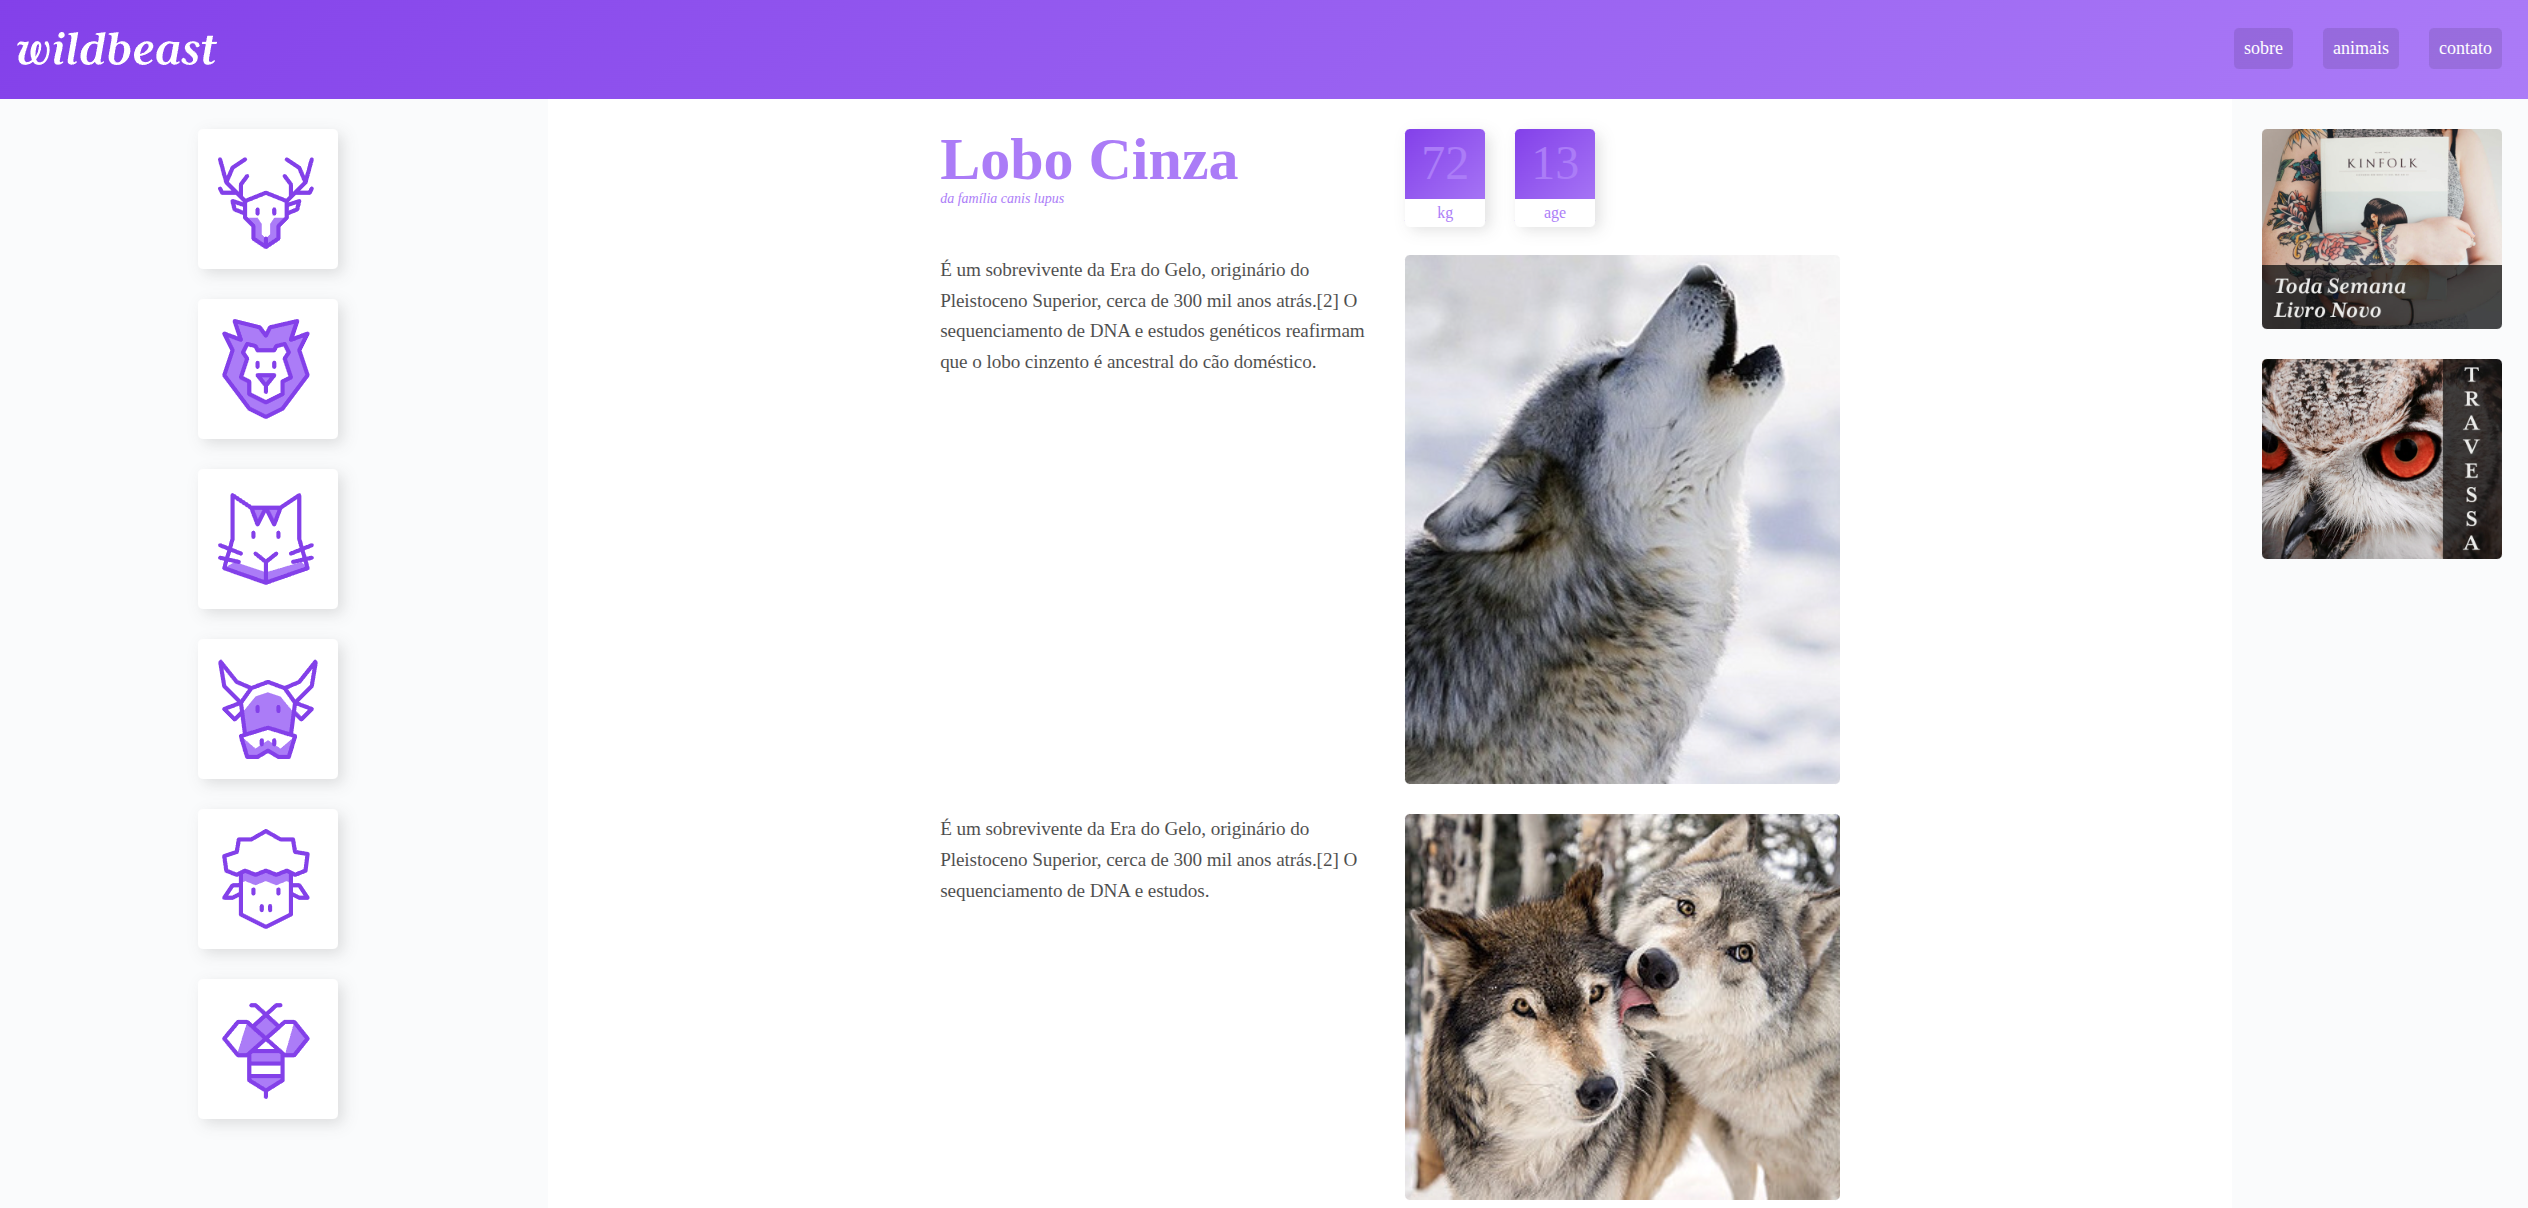 wildbeast
sobre
animais
contato
Lobo Cinza
da família canis lupus
72
kg
13
age
É um sobrevivente da Era do Gelo, originário do
Pleistoceno Superior, cerca de 300 mil anos atrás.[2] O
sequenciamento de DNA e estudos genéticos reafirmam
que o lobo cinzento é ancestral do cão doméstico.
É um sobrevivente da Era do Gelo, originário do
Pleistoceno Superior, cerca de 300 mil anos atrás.[2] O
sequenciamento de DNA e estudos.
KINFOLK
Toda Semana
Livro Novo
TRAVESSA